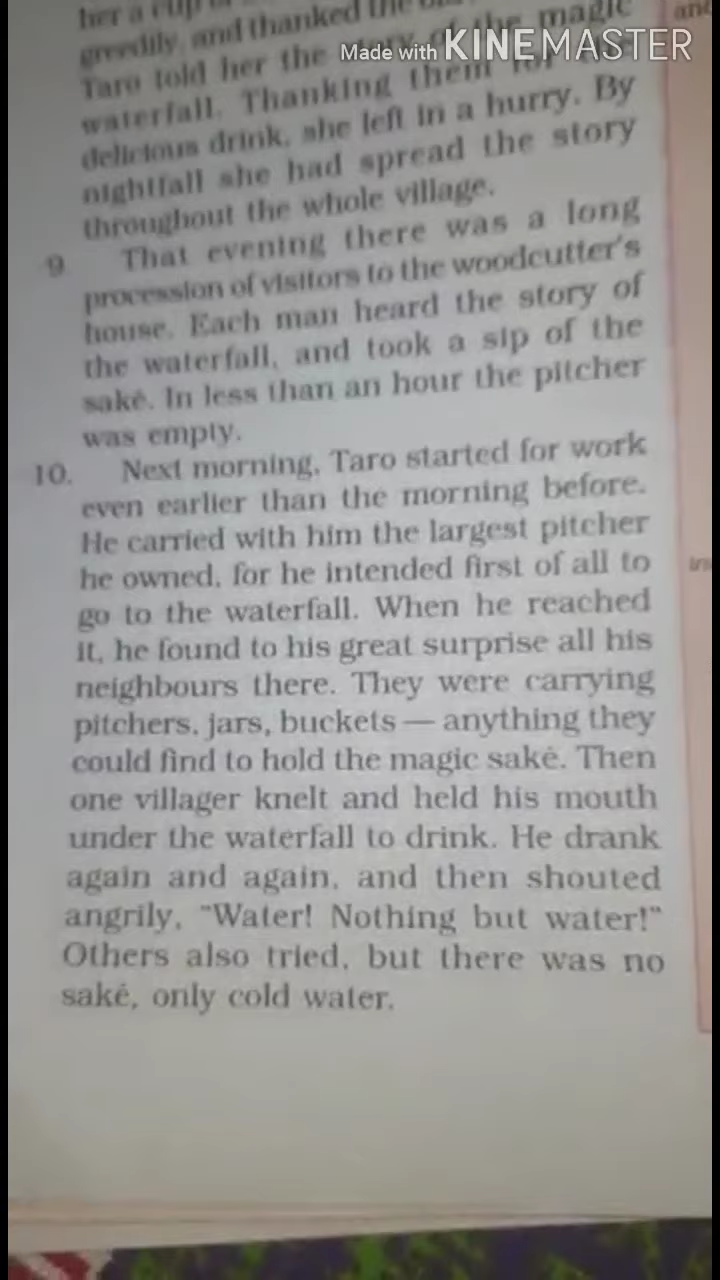 her a cup
greedily, and thanked the
Taro told her the story of the magic
Made with KINEMASTER
and
waterfall. Thanking them for
delicious drink, she left in a hurry. By
nightfall she had spread the story
throughout the whole village.
9. That evening there was a long
procession of visitors to the woodcutter's
house. Each man heard the story of
the waterfall, and took a sip of the
saké. In less than an hour the pitcher
was empty.
10. Next morning, Taro started for work
even earlier than the morning before.
He carried with him the largest pitcher
he owned, for he intended first of all to
go to the waterfall. When he reached
it, he found to his great surprise all his
neighbours there. They were carrying
pitchers, jars, buckets — anything they
could find to hold the magic saké. Then
one villager knelt and held his mouth
under the waterfall to drink. He drank
again and again, and then shouted
angrily, "Water! Nothing but water!"
Others also tried, but there was no
saké, only cold water.